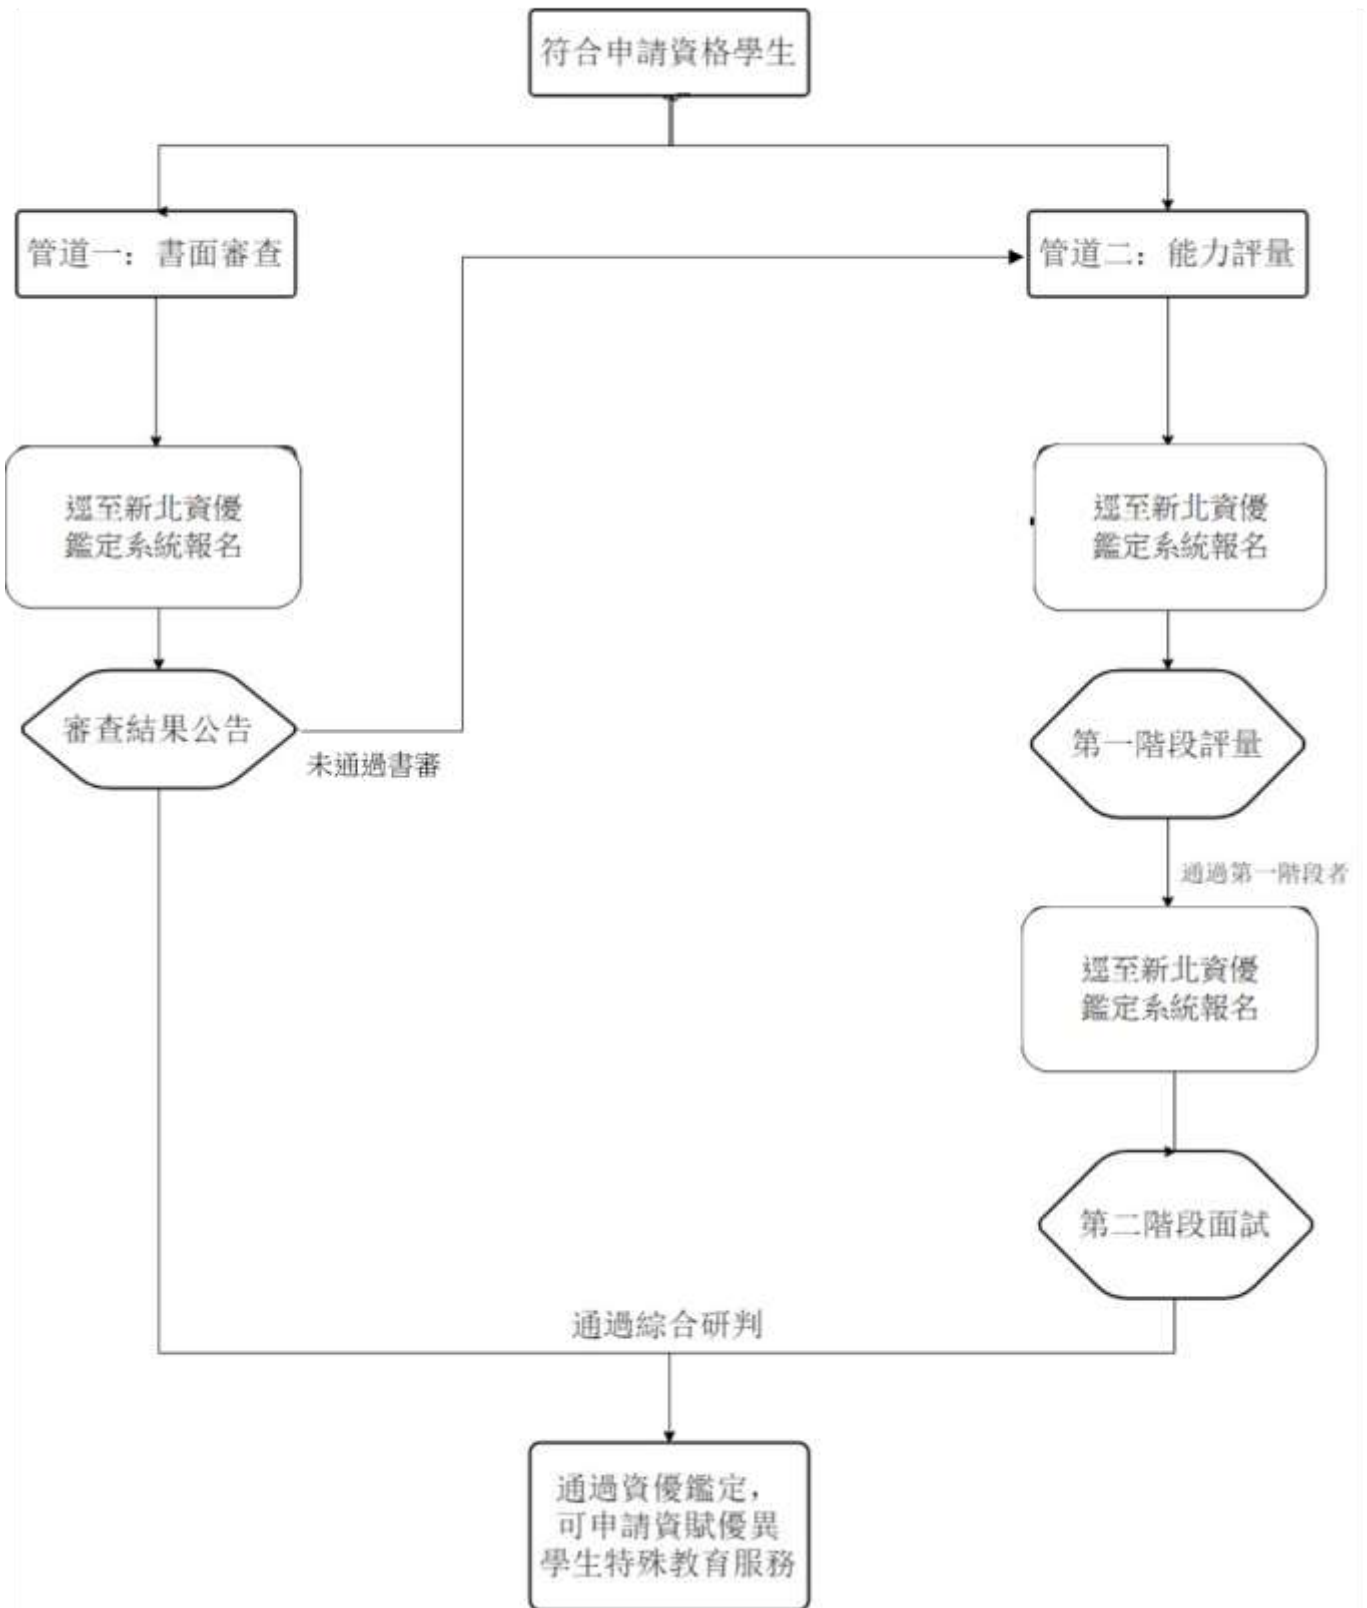 符合申請資格學生
管道一：書面審查
管道二：能力評量
逕至新北資優
鑑定系統報名
逕至新北資優
鑑定系統報名
審查結果公告
未通過書審
第一階段評量
通過第一階段者
逕至新北資優
鑑定系統報名
第二階段面試
通過綜合研判
通過資優鑑定，
可申請資賦優異
學生特殊教育服務